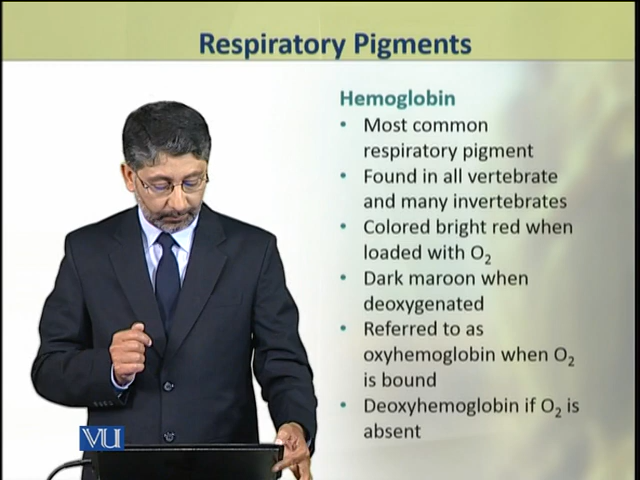 Respiratory Pigments
Hemoglobin
• Most common
respiratory pigment
• Found in all vertebrate
and many invertebrates
• Colored bright red when
loaded with O₂
• Dark maroon when
deoxygenated
• Referred to as
oxyhemoglobin when O₂
is bound
• Deoxyhemoglobin if O₂ is
absent
VU